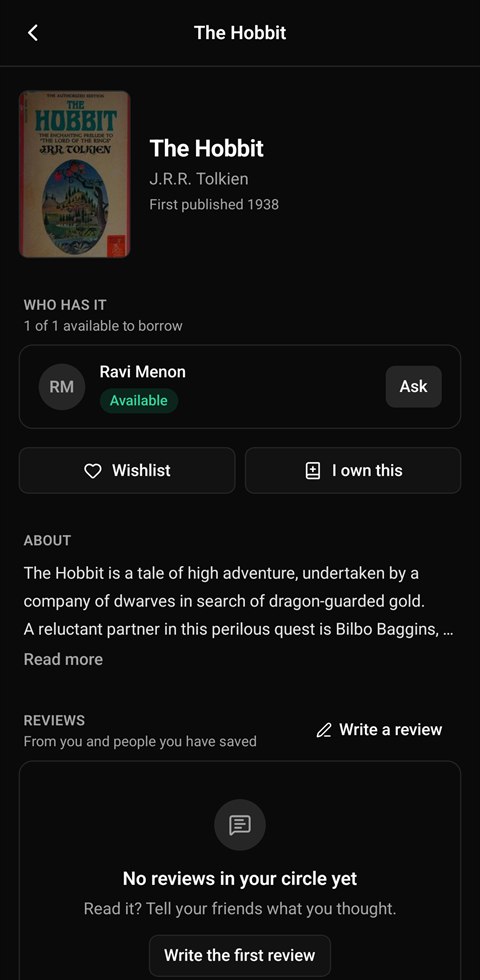 The Hobbit
THE AUTHORIZED EDITION
THE
HOBBIT
THE ENCHANTING PRELUDE TO
"THE LORD OF THE RINGS"
J.R.R. TOLKIEN
The Hobbit
J.R.R. Tolkien
First published 1938
WHO HAS IT
1 of 1 available to borrow
RM
Ravi Menon
Available
Ask
Wishlist
I own this
ABOUT
The Hobbit is a tale of high adventure, undertaken by a
company of dwarves in search of dragon-guarded gold.
A reluctant partner in this perilous quest is Bilbo Baggins, …
Read more
REVIEWS
From you and people you have saved
Write a review
No reviews in your circle yet
Read it? Tell your friends what you thought.
Write the first review